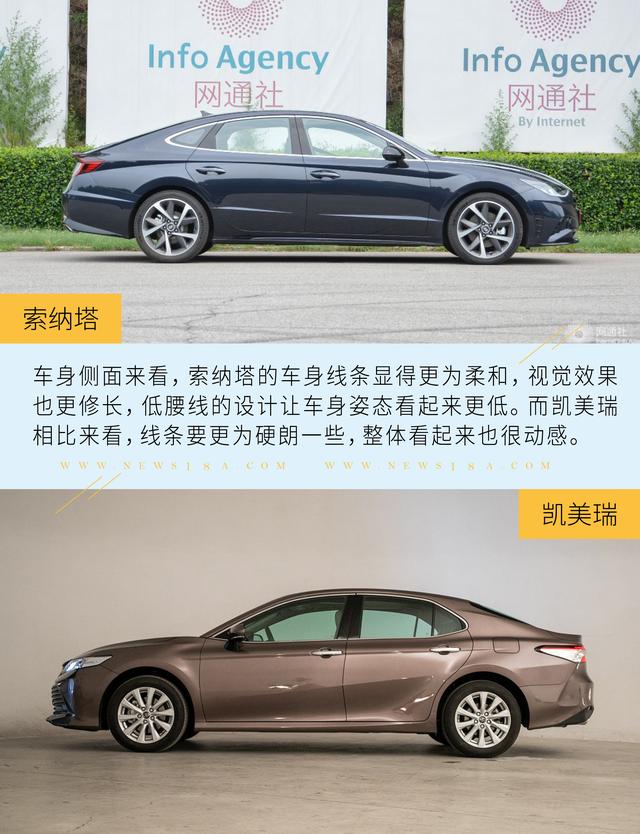 Info Agency
网通社
Info Agency
网通社
By Internet
索纳塔
网通社
车身侧面来看，索纳塔的车身线条显得更为柔和，视觉效果
也更修长，低腰线的设计让车身姿态看起来更低。而凯美瑞
相比来看，线条要更为硬朗一些，整体看起来也很动感。
WWW.NEWS18A.COM WWW.NEWS18A.COM
凯美瑞